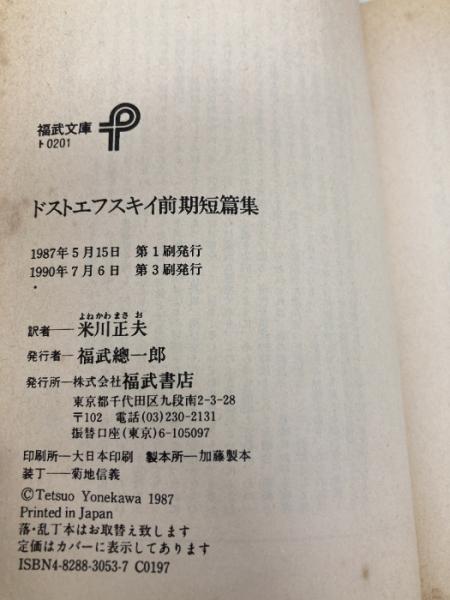 福武文庫
ト0201
ドストエフスキイ前期短篇集
1987年5月15日 第1刷発行
1990年7月6日 第3刷発行
よねかわまさお
訳者―米川正夫
発行者―福武總一郎
発行所―株式会社福武書店
東京都千代田区九段南2-3-28
〒102 電話(03)230-2131
振替口座(東京)6-105097
印刷所―大日本印刷 製本所―加藤製本
装丁―菊地信義
©Tetsuo Yonekawa 1987
Printed in Japan
落・乱丁本はお取替え致します
定価はカバーに表示してあります
ISBN4-8288-3053-7 C0197